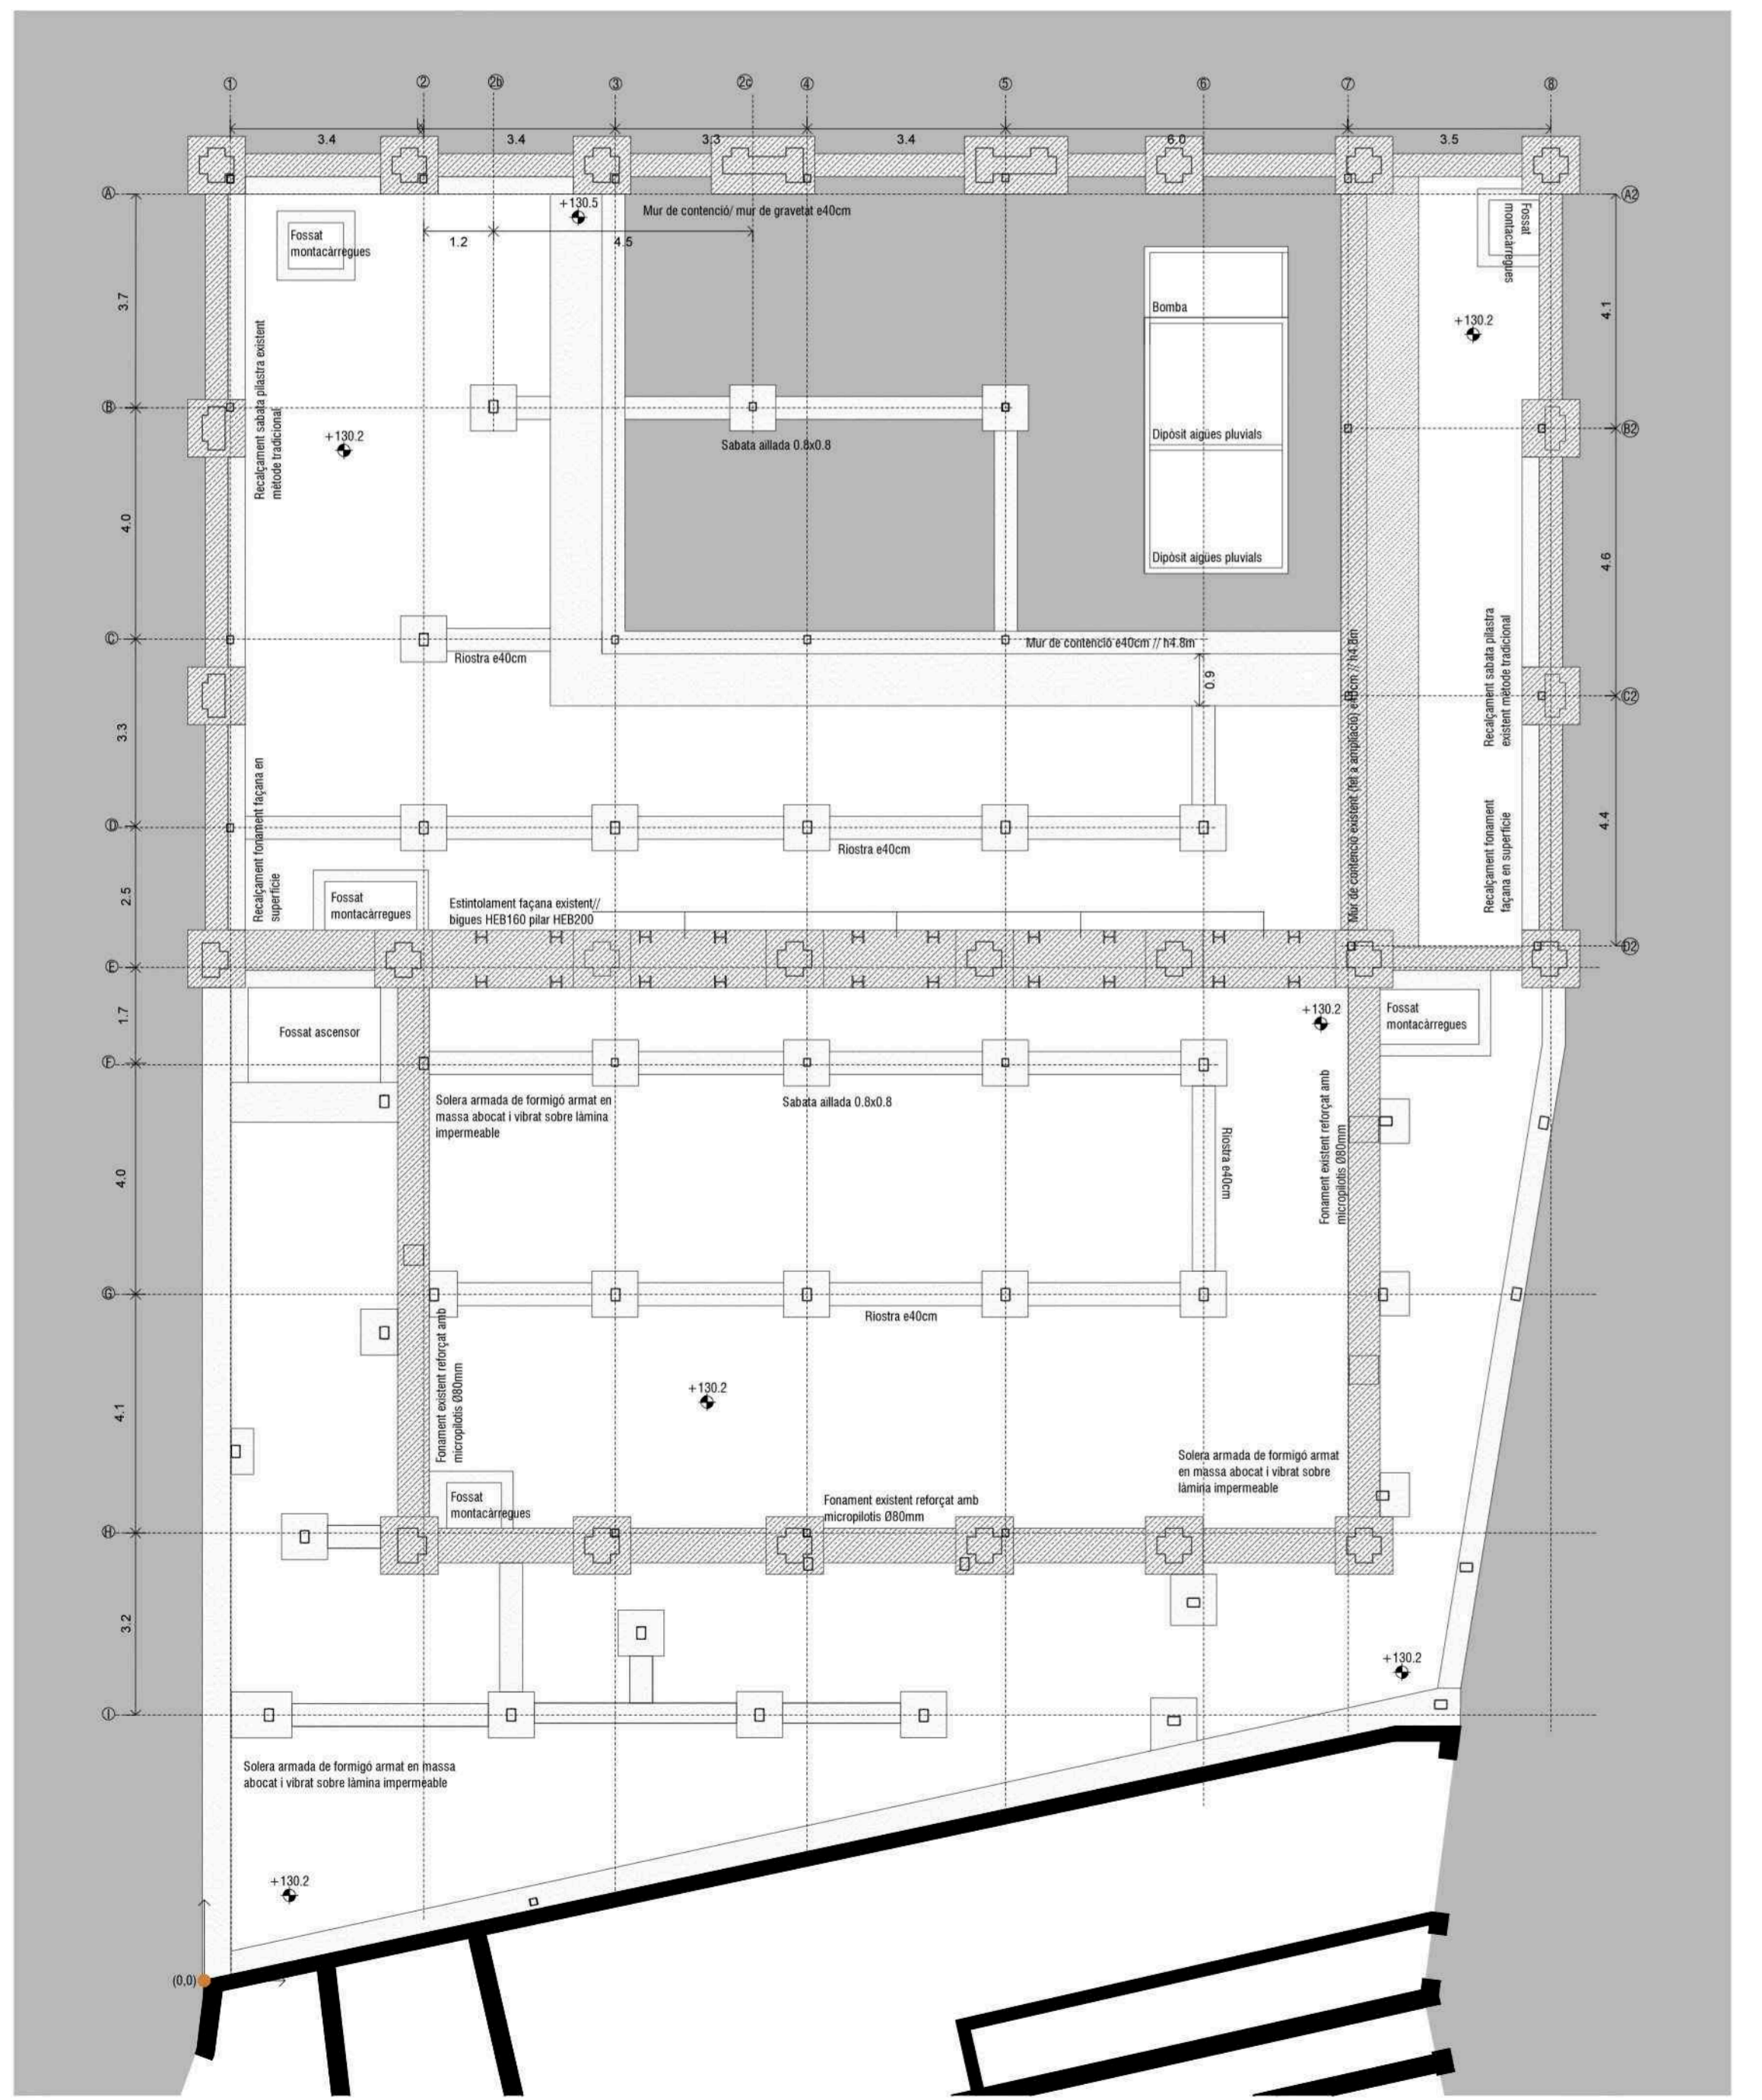 1
2
2b
3
2c
4
5
6
7
8
3.4
3.4
3.3
3.4
6.0
3.5
A
A2
+130.5
Mur de contenció/ mur de gravetat e40cm
1.2
4.5
Fossat
montacàrregues
Fossat
montacàrregues
3.7
4.1
Bomba
+130.2
Recalçament sabata pilastra existent
mètode tradicional
B
B2
+130.2
Sabata aïllada 0.8x0.8
Dipòsit aigües pluvials
4.0
4.6
Dipòsit aigües pluvials
C
Riostra e40cm
Mur de contenció e40cm // h4.8m
0.9
C2
Recalçament sabata pilastra
existent mètode tradicional
Mur de contenció existent (fet a ampliació) e40cm // h4.8m
3.3
Recalçament fonament façana en
superfície
D
Riostra e40cm
4.4
Recalçament fonament
façana en superfície
2.5
Fossat
montacàrregues
Estintolament façana existent//
bigues HEB160 pilar HEB200
D2
E
1.7
Fossat ascensor
+130.2
Fossat
montacàrregues
F
Solera armada de formigó armat en
massa abocat i vibrat sobre làmina
impermeable
Sabata aïllada 0.8x0.8
Riostra e40cm
Fonament existent reforçat amb
micropilotis Ø80mm
4.0
G
Riostra e40cm
Fonament existent reforçat amb
micropilotis Ø80mm
+130.2
4.1
Solera armada de formigó armat
en massa abocat i vibrat sobre
làmina impermeable
Fossat
montacàrregues
Fonament existent reforçat amb
micropilotis Ø80mm
H
3.2
+130.2
I
Solera armada de formigó armat en massa
abocat i vibrat sobre làmina impermeable
+130.2
(0,0)